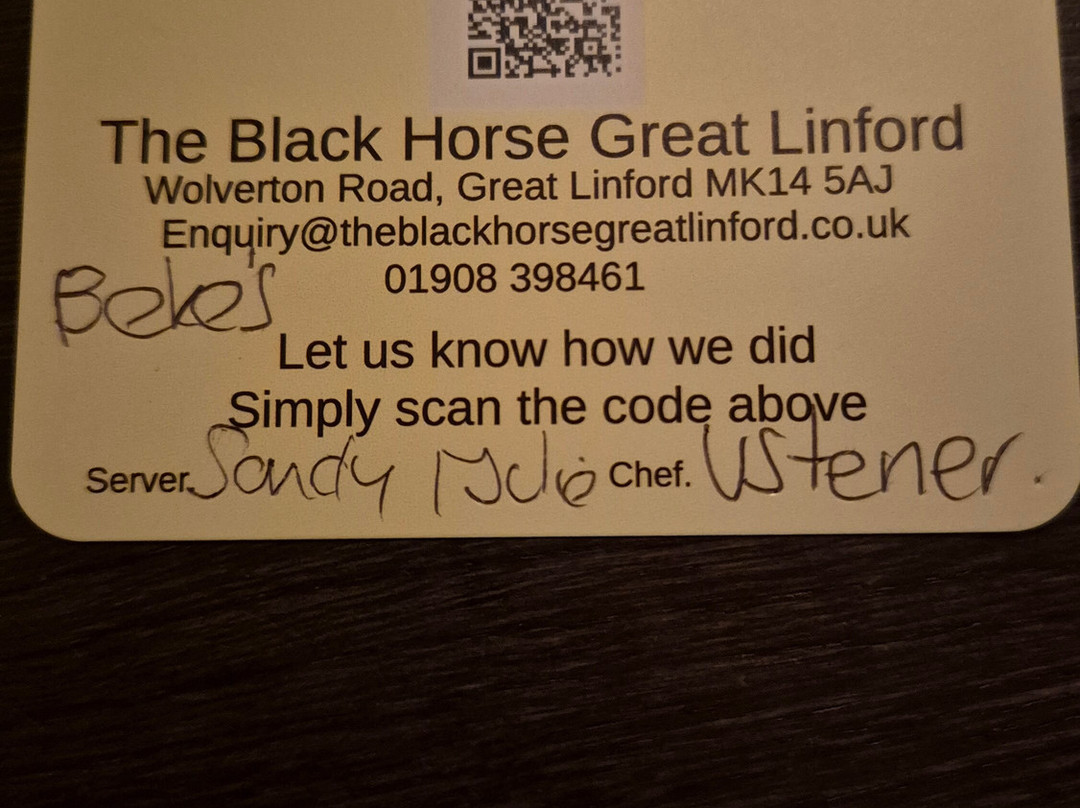 The Black Horse Great Linford
Wolverton Road, Great Linford MK14 5AJ
Enquiry@theblackhorsegreatlinford.co.uk
01908 398461
Let us know how we did
Simply scan the code above
Server. Sandy Chef.